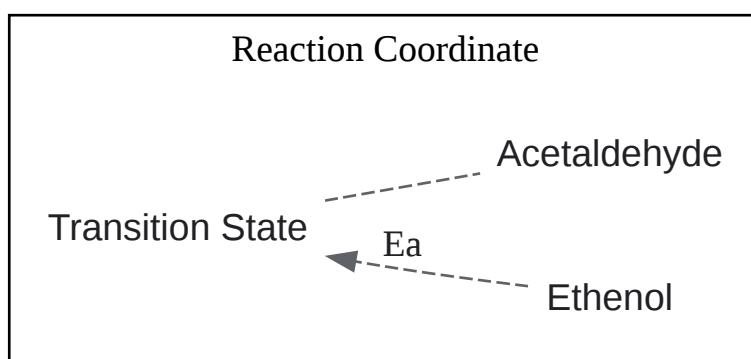 Reaction Coordinate
Acetaldehyde
Transition State
Ea
Ethenol